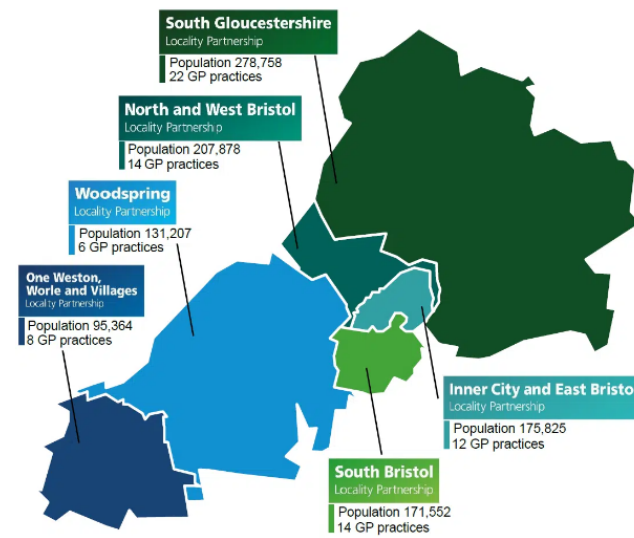 South Gloucestershire
Locality Partnership
Population 278,758
22 GP practices
North and West Bristol
Locality Partnership
Population 207,878
14 GP practices
Woodspring
Locality Partnership
Population 131,207
6 GP practices
One Weston,
Worle and Villages
Locality Partnership
Population 95,364
8 GP practices
Inner City and East Bristo
Locality Partnership
Population 175,825
12 GP practices
South Bristol
Locality Partnership
Population 171,552
14 GP practices